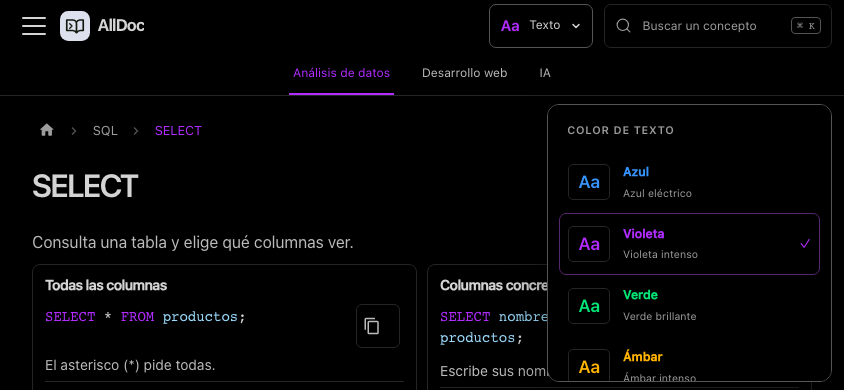 AllDoc
Aa Texto
Buscar un concepto
⌘ K
Análisis de datos
Desarrollo web
IA
SQL
SELECT
SELECT
Consulta una tabla y elige qué columnas ver.
Todas las columnas
SELECT * FROM productos;
El asterisco (*) pide todas.
Columnas concre
SELECT nombre
productos;
Escribe sus nom
COLOR DE TEXTO
Aa
Azul
Azul eléctrico
Aa
Violeta
Violeta intenso
Aa
Verde
Verde brillante
Aa
Ámbar
Ámbar intenso